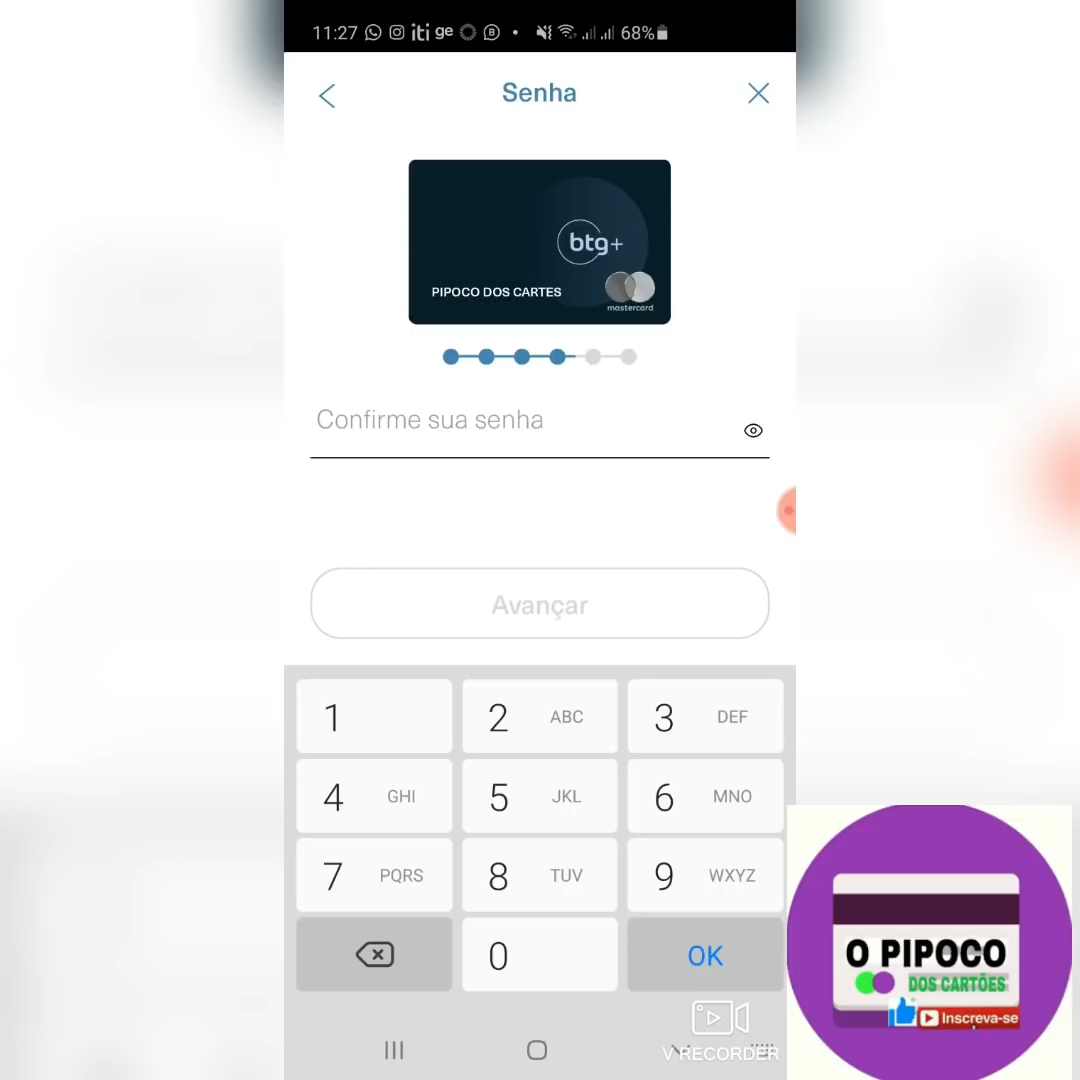 11:27 iti ge B 68%
Senha
btg+
PIPOCO DOS CARTES
mastercard
Confirme sua senha
Avançar
1
2 ABC
3 DEF
4 GHI
5 JKL
6 MNO
7 PQRS
8 TUV
9 WXYZ
0
OK
V RECORDER
O PIPOCO
DOS CARTÕES
Inscreva-se